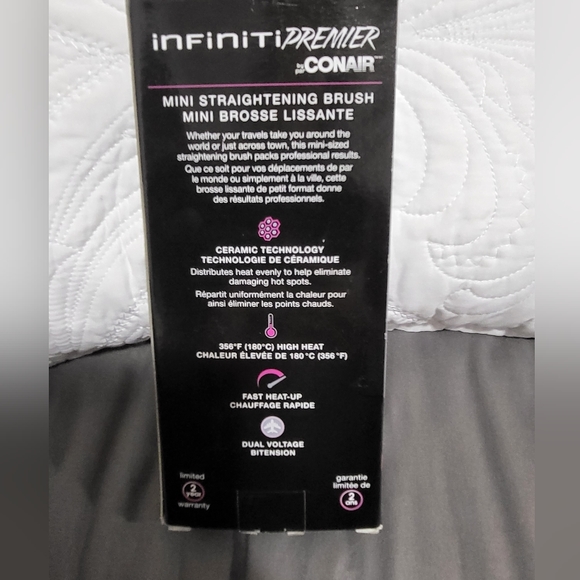 INFINITIPREMIER
by
par CONAIR
MINI STRAIGHTENING BRUSH
MINI BROSSE LISSANTE
Whether your travels take you around the
world or just across town, this mini-sized
straightening brush packs professional results.
Que ce soit pour vos déplacements de par
le monde ou simplement à la ville, cette
brosse lissante de petit format donne
des résultats professionnels.
CERAMIC TECHNOLOGY
TECHNOLOGIE DE CÉRAMIQUE
Distributes heat evenly to help eliminate
damaging hot spots.
Répartit uniformément la chaleur pour
ainsi éliminer les points chauds.
356°F (180°C) HIGH HEAT
CHALEUR ÉLEVÉE DE 180 °C (356 °F)
FAST HEAT-UP
CHAUFFAGE RAPIDE
DUAL VOLTAGE
BITENSION
limited
2
year
warranty
garantie
limitée de
2
ans